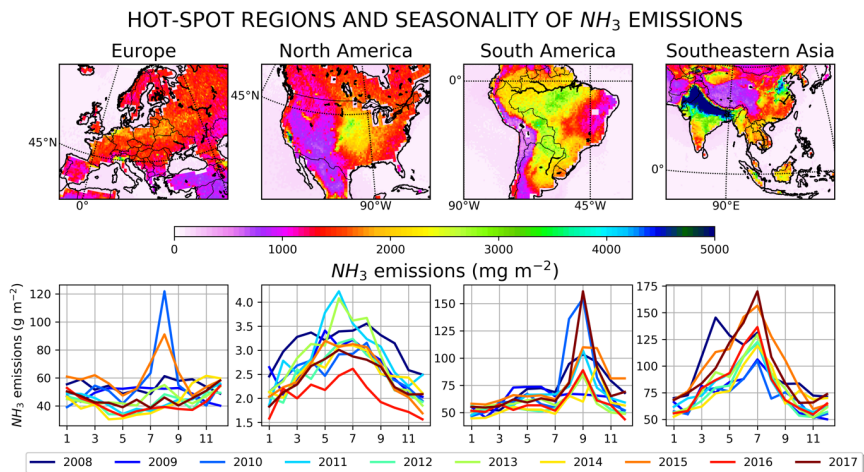 HOT-SPOT REGIONS AND SEASONALITY OF NH3 EMISSIONS
Europe
North America
South America
Southeastern Asia
45°N
0°
45°N
90°W
0°
90°W
45°W
0°
90°E
0 1000 2000 3000 4000 5000
NH3 emissions (mg m−2)
NH3 emissions (g m−2)
120
100
80
60
40
1 3 5 7 9 11
4.0
3.5
3.0
2.5
2.0
1.5
1 3 5 7 9 11
150
125
100
75
50
1 3 5 7 9 11
175
150
125
100
75
50
1 3 5 7 9 11
2008 2009 2010 2011 2012 2013 2014 2015 2016 2017